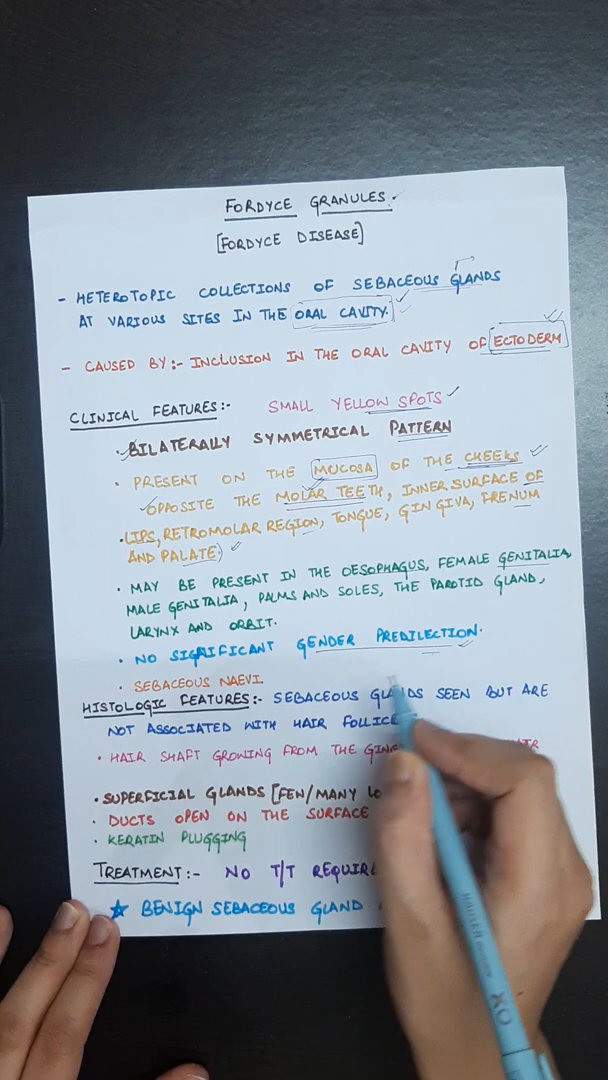 FORDYCE GRANULES.
[FORDYCE DISEASE]
- HETEROTOPIC COLLECTIONS OF SEBACEOUS GLANDS
AT VARIOUS SITES IN THE ORAL CAVITY.
- CAUSED BY:- INCLUSION IN THE ORAL CAVITY OF ECTODERM
CLINICAL FEATURES:- SMALL YELLOW SPOTS
• BILATERALLY SYMMETRICAL PATTERN
• PRESENT ON THE MUCOSA OF THE CHEEKS
OPPOSITE THE MOLAR TEETH, INNER SURFACE OF
• LIPS, RETROMOLAR REGION, TONGUE, GINGIVA, FRENUM
AND PALATE)
• MAY BE PRESENT IN THE OESOPHAGUS, FEMALE GENITALIA,
MALE GENITALIA, PALMS AND SOLES, THE PAROTID GLAND,
LARYNX AND ORBIT.
• NO SIGNIFICANT GENDER PREDILECTION.
• SEBACEOUS NAEVI
HISTOLOGIC FEATURES:- SEBACEOUS GLANDS SEEN BUT ARE
NOT ASSOCIATED WITH HAIR
• HAIR SHAFT GROWING FROM THE
• SUPERFICIAL GLANDS [FEN/MANY
• DUCTS OPEN ON THE SURFACE
• KERATIN PLUGGING
TREATMENT:- NO T/T
★ BENIGN SEBACEOUS GLAND
HAUSER
XO